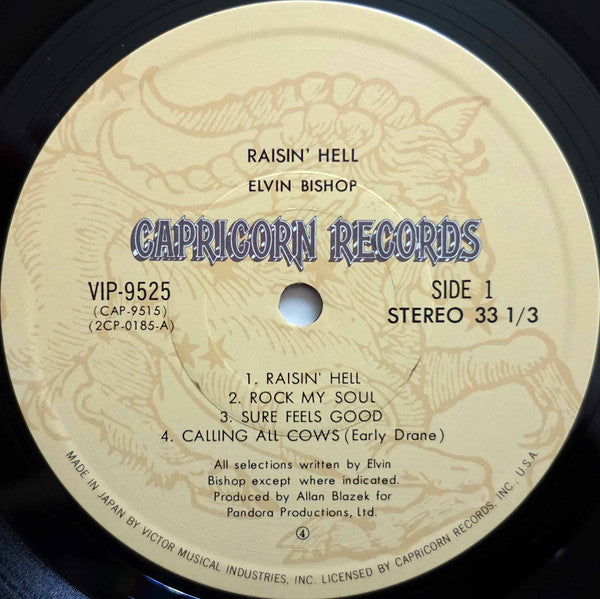 RAISIN' HELL
ELVIN BISHOP
CAPRICORN RECORDS
VIP-9525
(CAP-9515)
(2CP-0185-A)
SIDE 1
STEREO 33 1/3
1. RAISIN' HELL
2. ROCK MY SOUL
3. SURE FEELS GOOD
4. CALLING ALL COWS (Early Drane)
All selections written by Elvin
Bishop except where indicated.
Produced by Allan Blazek for
Pandora Productions, Ltd.
④
MADE IN JAPAN BY VICTOR MUSICAL INDUSTRIES, INC. LICENSED BY CAPRICORN RECORDS, INC., U.S.A.